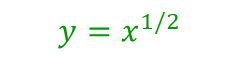 y = x^{1/2}